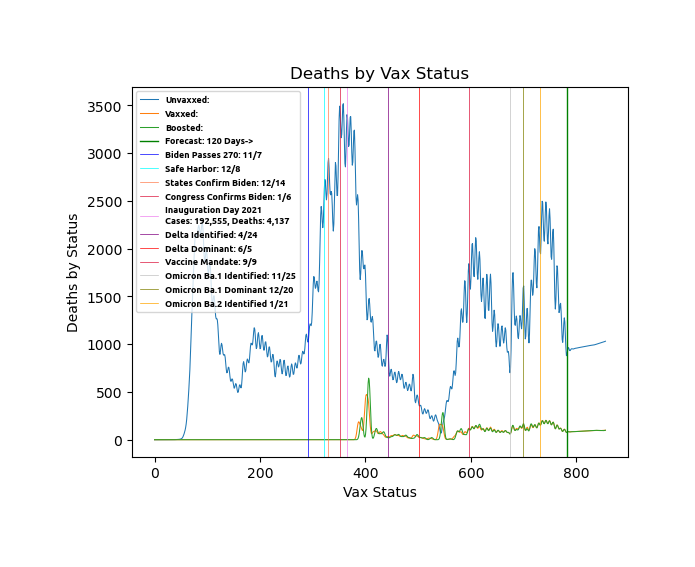 Deaths by Vax Status
3500
3000
2500
2000
1500
1000
500
0
Deaths by Status
Unvaxxed:
Vaxxed:
Boosted:
Forecast: 120 Days->
Biden Passes 270: 11/7
Safe Harbor: 12/8
States Confirm Biden: 12/14
Congress Confirms Biden: 1/6
Inauguration Day 2021
Cases: 192,555, Deaths: 4,137
Delta Identified: 4/24
Delta Dominant: 6/5
Vaccine Mandate: 9/9
Omicron Ba.1 Identified: 11/25
Omicron Ba.1 Dominant 12/20
Omicron Ba.2 Identified 1/21
0 200 400 600 800
Vax Status